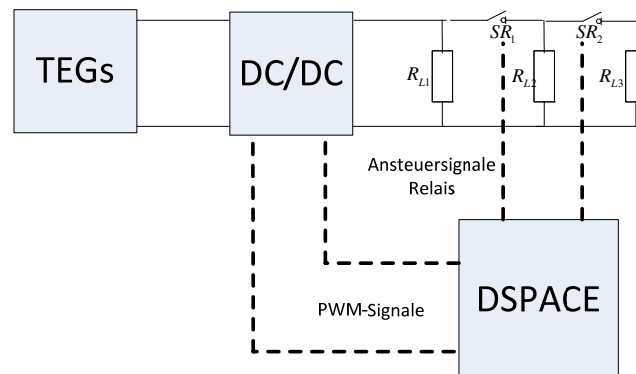 TEGs
DC/DC
SR1
SR2
RL1
RL2
RL3
Ansteuersignale
Relais
PWM-Signale
DSPACE